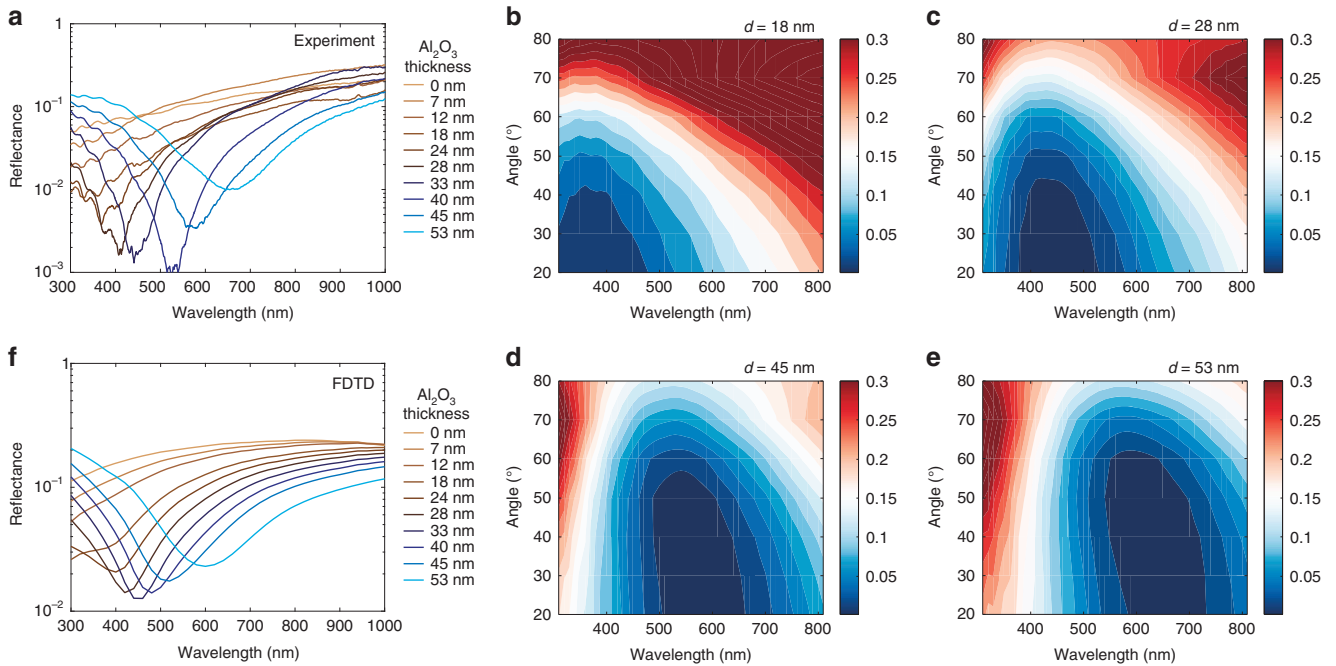 a
Experiment
Reflectance
1
10⁻¹
10⁻²
10⁻³
300 400 500 600 700 800 900 1000
Wavelength (nm)
Al₂O₃
thickness
0 nm
7 nm
12 nm
18 nm
24 nm
28 nm
33 nm
40 nm
45 nm
53 nm
b
d = 18 nm
Angle (°)
80
70
60
50
40
30
20
400 500 600 700 800
Wavelength (nm)
0.3
0.25
0.2
0.15
0.1
0.05
c
d = 28 nm
Angle (°)
80
70
60
50
40
30
20
400 500 600 700 800
Wavelength (nm)
0.3
0.25
0.2
0.15
0.1
0.05
f
FDTD
Reflectance
1
10⁻¹
10⁻²
300 400 500 600 700 800 900 1000
Wavelength (nm)
Al₂O₃
thickness
0 nm
7 nm
12 nm
18 nm
24 nm
28 nm
33 nm
40 nm
45 nm
53 nm
d
d = 45 nm
Angle (°)
80
70
60
50
40
30
20
400 500 600 700 800
Wavelength (nm)
0.3
0.25
0.2
0.15
0.1
0.05
e
d = 53 nm
Angle (°)
80
70
60
50
40
30
20
400 500 600 700 800
Wavelength (nm)
0.3
0.25
0.2
0.15
0.1
0.05